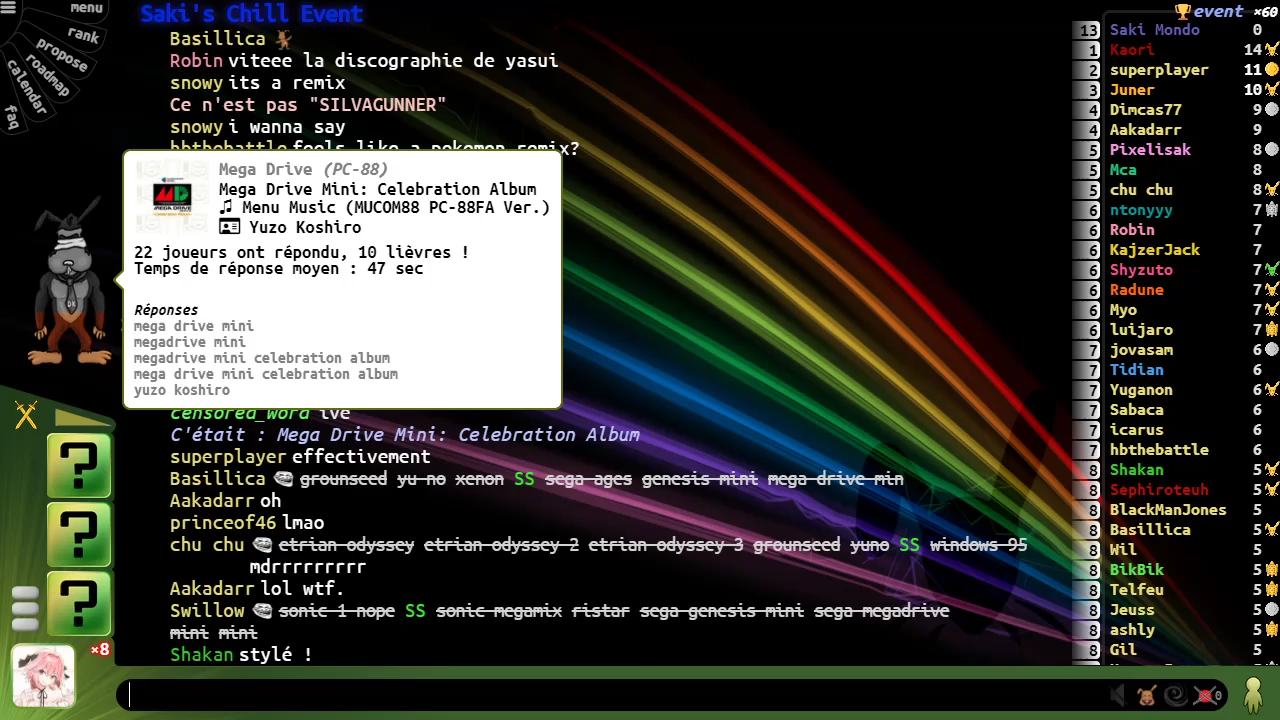 menu
rank
propose
roadmap
calendar
faq
Saki's Chill Event
Basillica
Robin viteee la discographie de yasui
snowy its a remix
Ce n'est pas "SILVAGUNNER"
snowy i wanna say
hbthebattle feels like a pokemon remix?
Mega Drive (PC-88)
Mega Drive Mini: Celebration Album
Menu Music (MUCOM88 PC-88FA Ver.)
Yuzo Koshiro
22 joueurs ont répondu, 10 lièvres !
Temps de réponse moyen : 47 sec
Réponses
mega drive mini
megadrive mini
megadrive mini celebration album
mega drive mini celebration album
yuzo koshiro
MD
MEGA DRIVE
DK
Censored_word ive
C'était : Mega Drive Mini: Celebration Album
superplayer effectivement
Basillica grounseed yu no xenon SS sega ages genesis mini mega drive min
Aakadarr oh
princeof46 lmao
chu chu etrian odyssey etrian odyssey 2 etrian odyssey 3 grounseed yuno SS windows 95
mdrrrrrrrrr
Aakadarr lol wtf.
Swillow sonic 1 nope SS sonic megamix ristar sega genesis mini sega megadrive
mini mini
Shakan stylé !
?
?
?
×8
event ×60
13 Saki Mondo 0
1 Kaori 14
2 superplayer 11
3 Juner 10
4 Dimcas77 9
4 Aakadarr 9
5 Pixelisak 8
5 Mca 8
5 chu chu 8
6 ntonyyy 7
6 Robin 7
6 KajzerJack 7
6 Shyzuto 7
6 Radune 7
6 Myo 7
6 luijaro 7
7 jovasam 6
7 Tidian 6
7 Yuganon 6
7 Sabaca 6
7 icarus 6
7 hbthebattle 6
8 Shakan 5
8 Sephiroteuh 5
8 BlackManJones 5
8 Basillica 5
8 Wil 5
8 BikBik 5
8 Telfeu 5
8 Jeuss 5
8 ashly 5
8 Gil 5
0